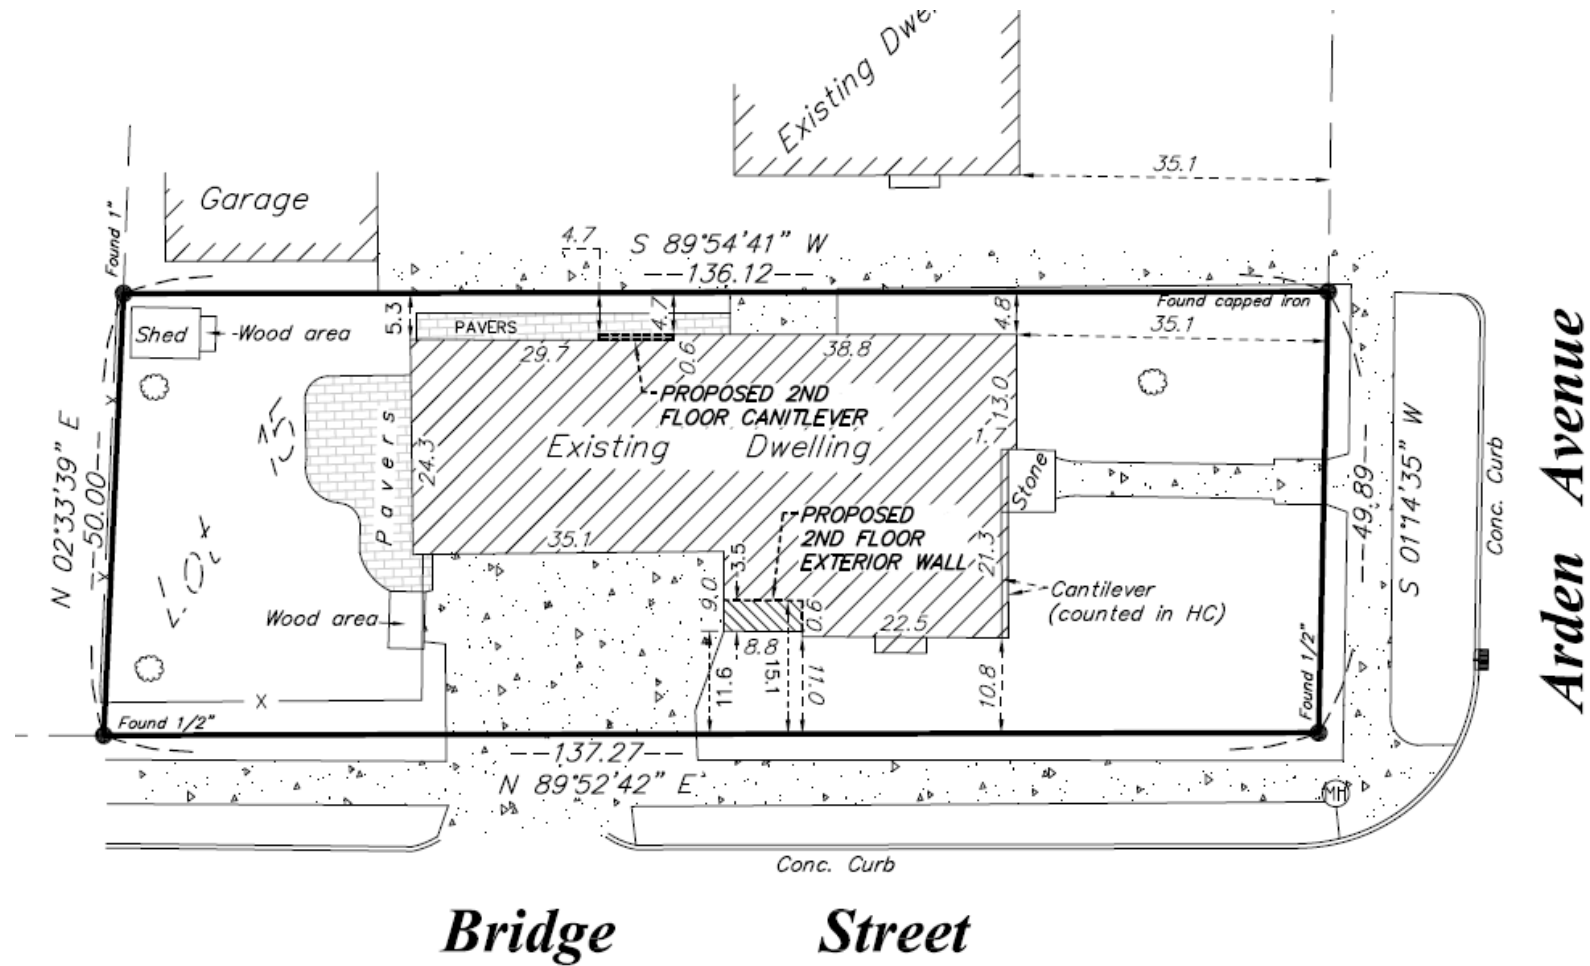 Existing Dwel
35.1
Garage
Found 1"
4.7
S 89°54'41" W
136.12
Found capped iron
35.1
Shed
Wood area
5.3
PAVERS
4.7
4.8
29.7
0.6
38.8
PROPOSED 2ND
FLOOR CANITLEVER
13.0
1.7
Existing Dwelling
N 02°33'39" E
50.00
Lot 15
Pavers
24.3
Stone
49.89
S 01°14'35" W
Conc. Curb
Arden Avenue
PROPOSED
2ND FLOOR
EXTERIOR WALL
35.1
3.5
9.0
21.3
Cantilever
(counted in HC)
Wood area
0.6
22.5
8.8
11.6
15.1
11.0
10.8
X
X
X
Found 1/2"
Found 1/2"
137.27
N 89°52'42" E
MH
Conc. Curb
Bridge Street